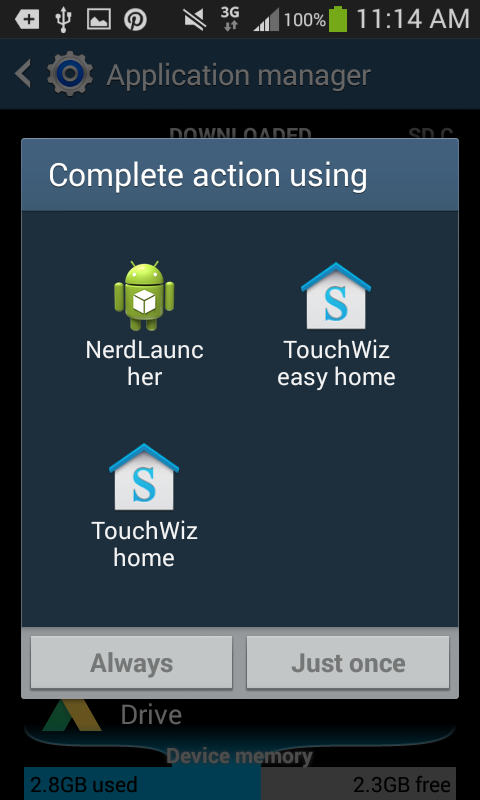 3G 100% 11:14 AM
Application manager
DOWNLOADED SD C
Complete action using
NerdLaunc
her
TouchWiz
easy home
S
S
TouchWiz
home
Always Just once
Drive
Device memory
2.8GB used 2.3GB free